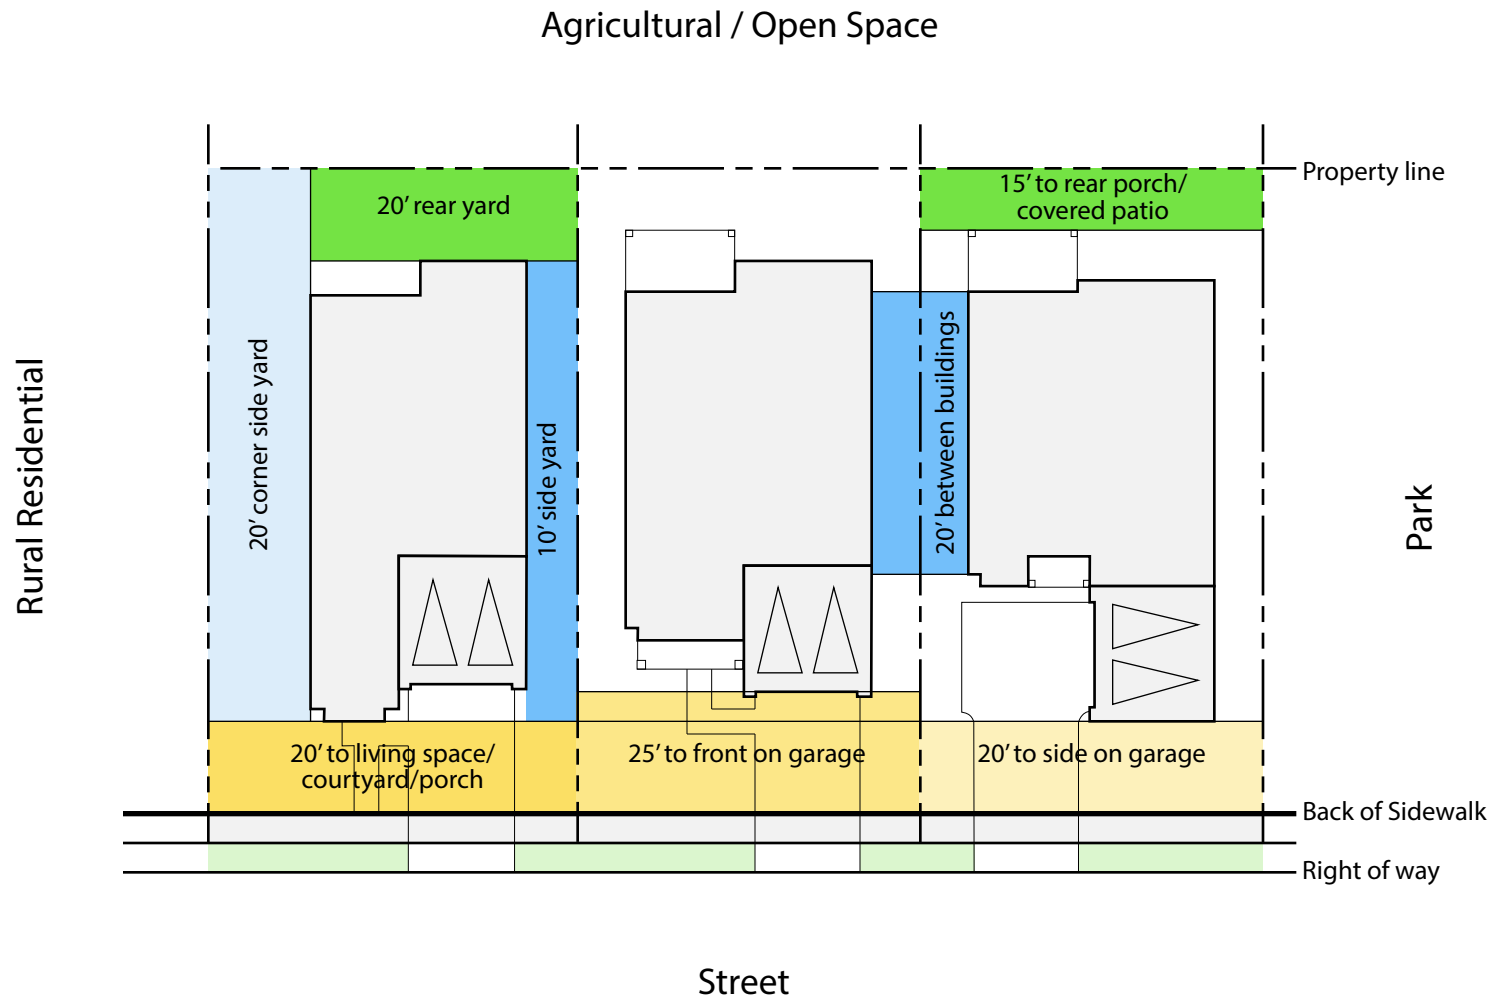 Agricultural / Open Space
Property line
20’ rear yard
15’ to rear porch/
covered patio
Rural Residential
20’ corner side yard
10’ side yard
20’ between buildings
Park
20’ to living space/
courtyard/porch
25’ to front on garage
20’ to side on garage
Back of Sidewalk
Right of way
Street